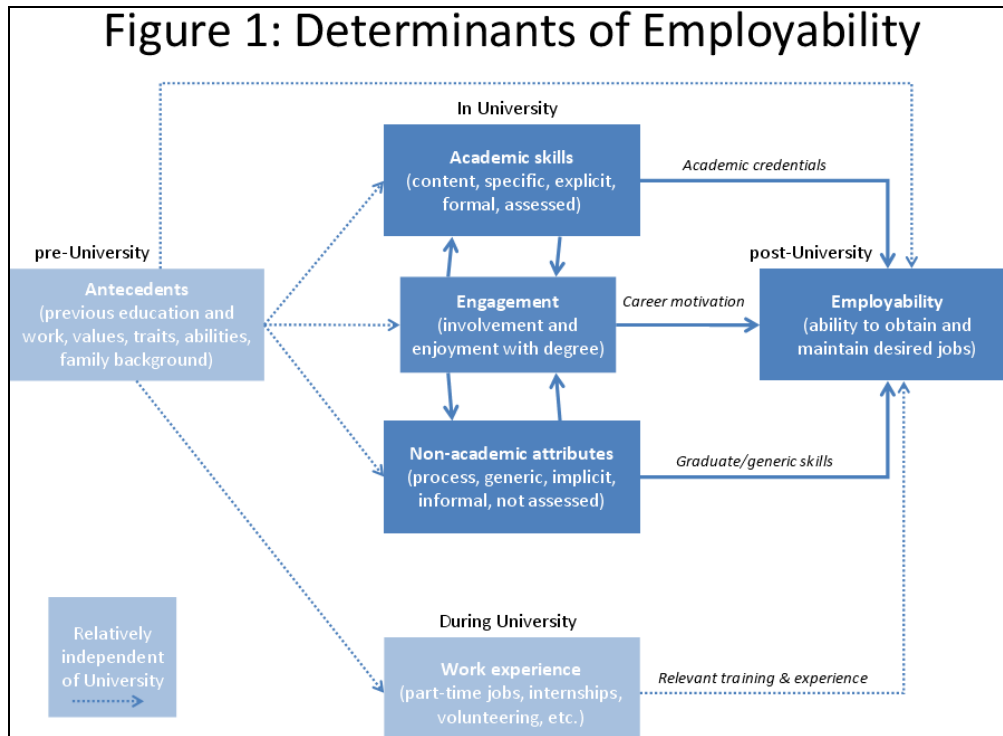 Figure 1: Determinants of Employability
In University
Academic skills
(content, specific, explicit,
formal, assessed)
Academic credentials
pre-University
post-University
Antecedents
(previous education and
work, values, traits, abilities,
family background)
Engagement
(involvement and
enjoyment with degree)
Career motivation
Employability
(ability to obtain and
maintain desired jobs)
Non-academic attributes
(process, generic, implicit,
informal, not assessed)
Graduate/generic skills
During University
Relatively
independent
of University
Work experience
(part-time jobs, internships,
volunteering, etc.)
Relevant training & experience